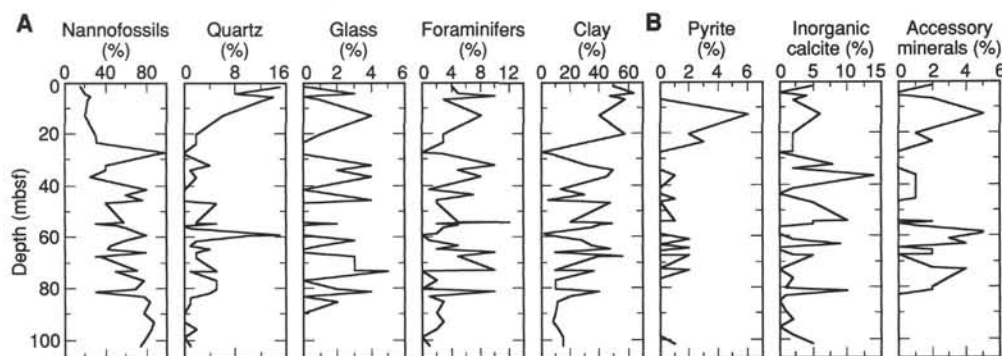 A Nannofossils Quartz Glass Foraminifers Clay B Pyrite Inorganic Accessory
(%) (%) (%) (%) (%) (%) calcite (%) minerals (%)
0 40 80 0 8 16 0 2 4 6 0 4 8 12 0 20 40 60 0 2 4 6 0 5 10 15 0 2 4 6
0
20
40
60
80
100
Depth (mbsf)